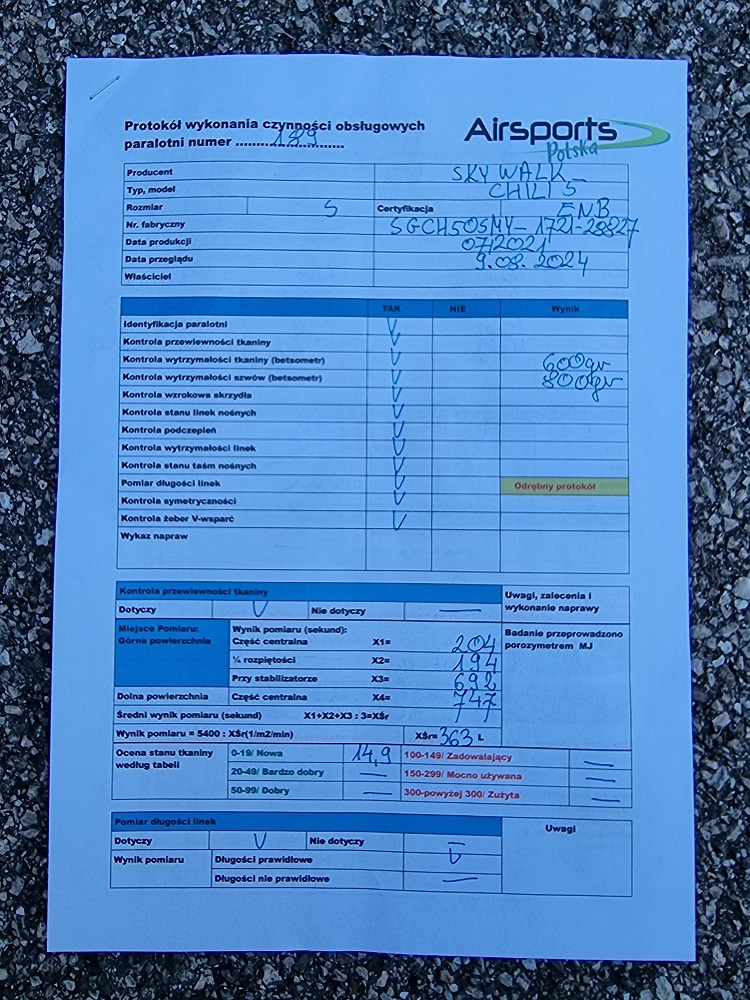 Protokół wykonania czynności obsługowych
paralotni numer ..........189..........
Airsports
Polska
Producent SKYWALK
Typ, model CHILI 5
Rozmiar S Certyfikacja ENB
Nr. fabryczny SGCH5OSMY-1721-28827
Data produkcji 07/2021
Data przeglądu 9.08.2024
Właściciel
TAK NIE Wynik
Identyfikacja paralotni V
Kontrola przewiewności tkaniny V
Kontrola wytrzymałości tkaniny (betsometr) V 600gr
Kontrola wytrzymałości szwów (betsometr) V 800gr
Kontrola wzrokowa skrzydła V
Kontrola stanu linek nośnych V
Kontrola podczepień V
Kontrola wytrzymałości linek V
Kontrola stanu taśm nośnych V
Pomiar długości linek V Odrębny protokół
Kontrola symetryczności V
Kontrola żeber V-wsparć V
Wykaz napraw
Kontrola przewiewności tkaniny
Dotyczy V Nie dotyczy —
Uwagi, zalecenia i
wykonanie naprawy
Miejsce Pomiaru:
Górna powierzchnia
Wynik pomiaru (sekund):
Część centralna X1= 204
¼ rozpiętości X2= 194
Przy stabilizatorze X3= 692
Dolna powierzchnia Część centralna X4= 747
Badanie przeprowadzono
porozymetrem MJ
Średni wynik pomiaru (sekund) X1+X2+X3 : 3=XŚr
Wynik pomiaru = 5400 : XŚr(1/m2/min) XŚr= 363 L
Ocena stanu tkaniny
według tabeli
0-19/ Nowa 14,9 100-149/ Zadowalający —
20-49/ Bardzo dobry — 150-299/ Mocno używana —
50-99/ Dobry — 300-powyżej 300/ Zużyta —
Pomiar długości linek
Uwagi
Dotyczy V Nie dotyczy —
Wynik pomiaru Długości prawidłowe V
Długości nie prawidłowe —